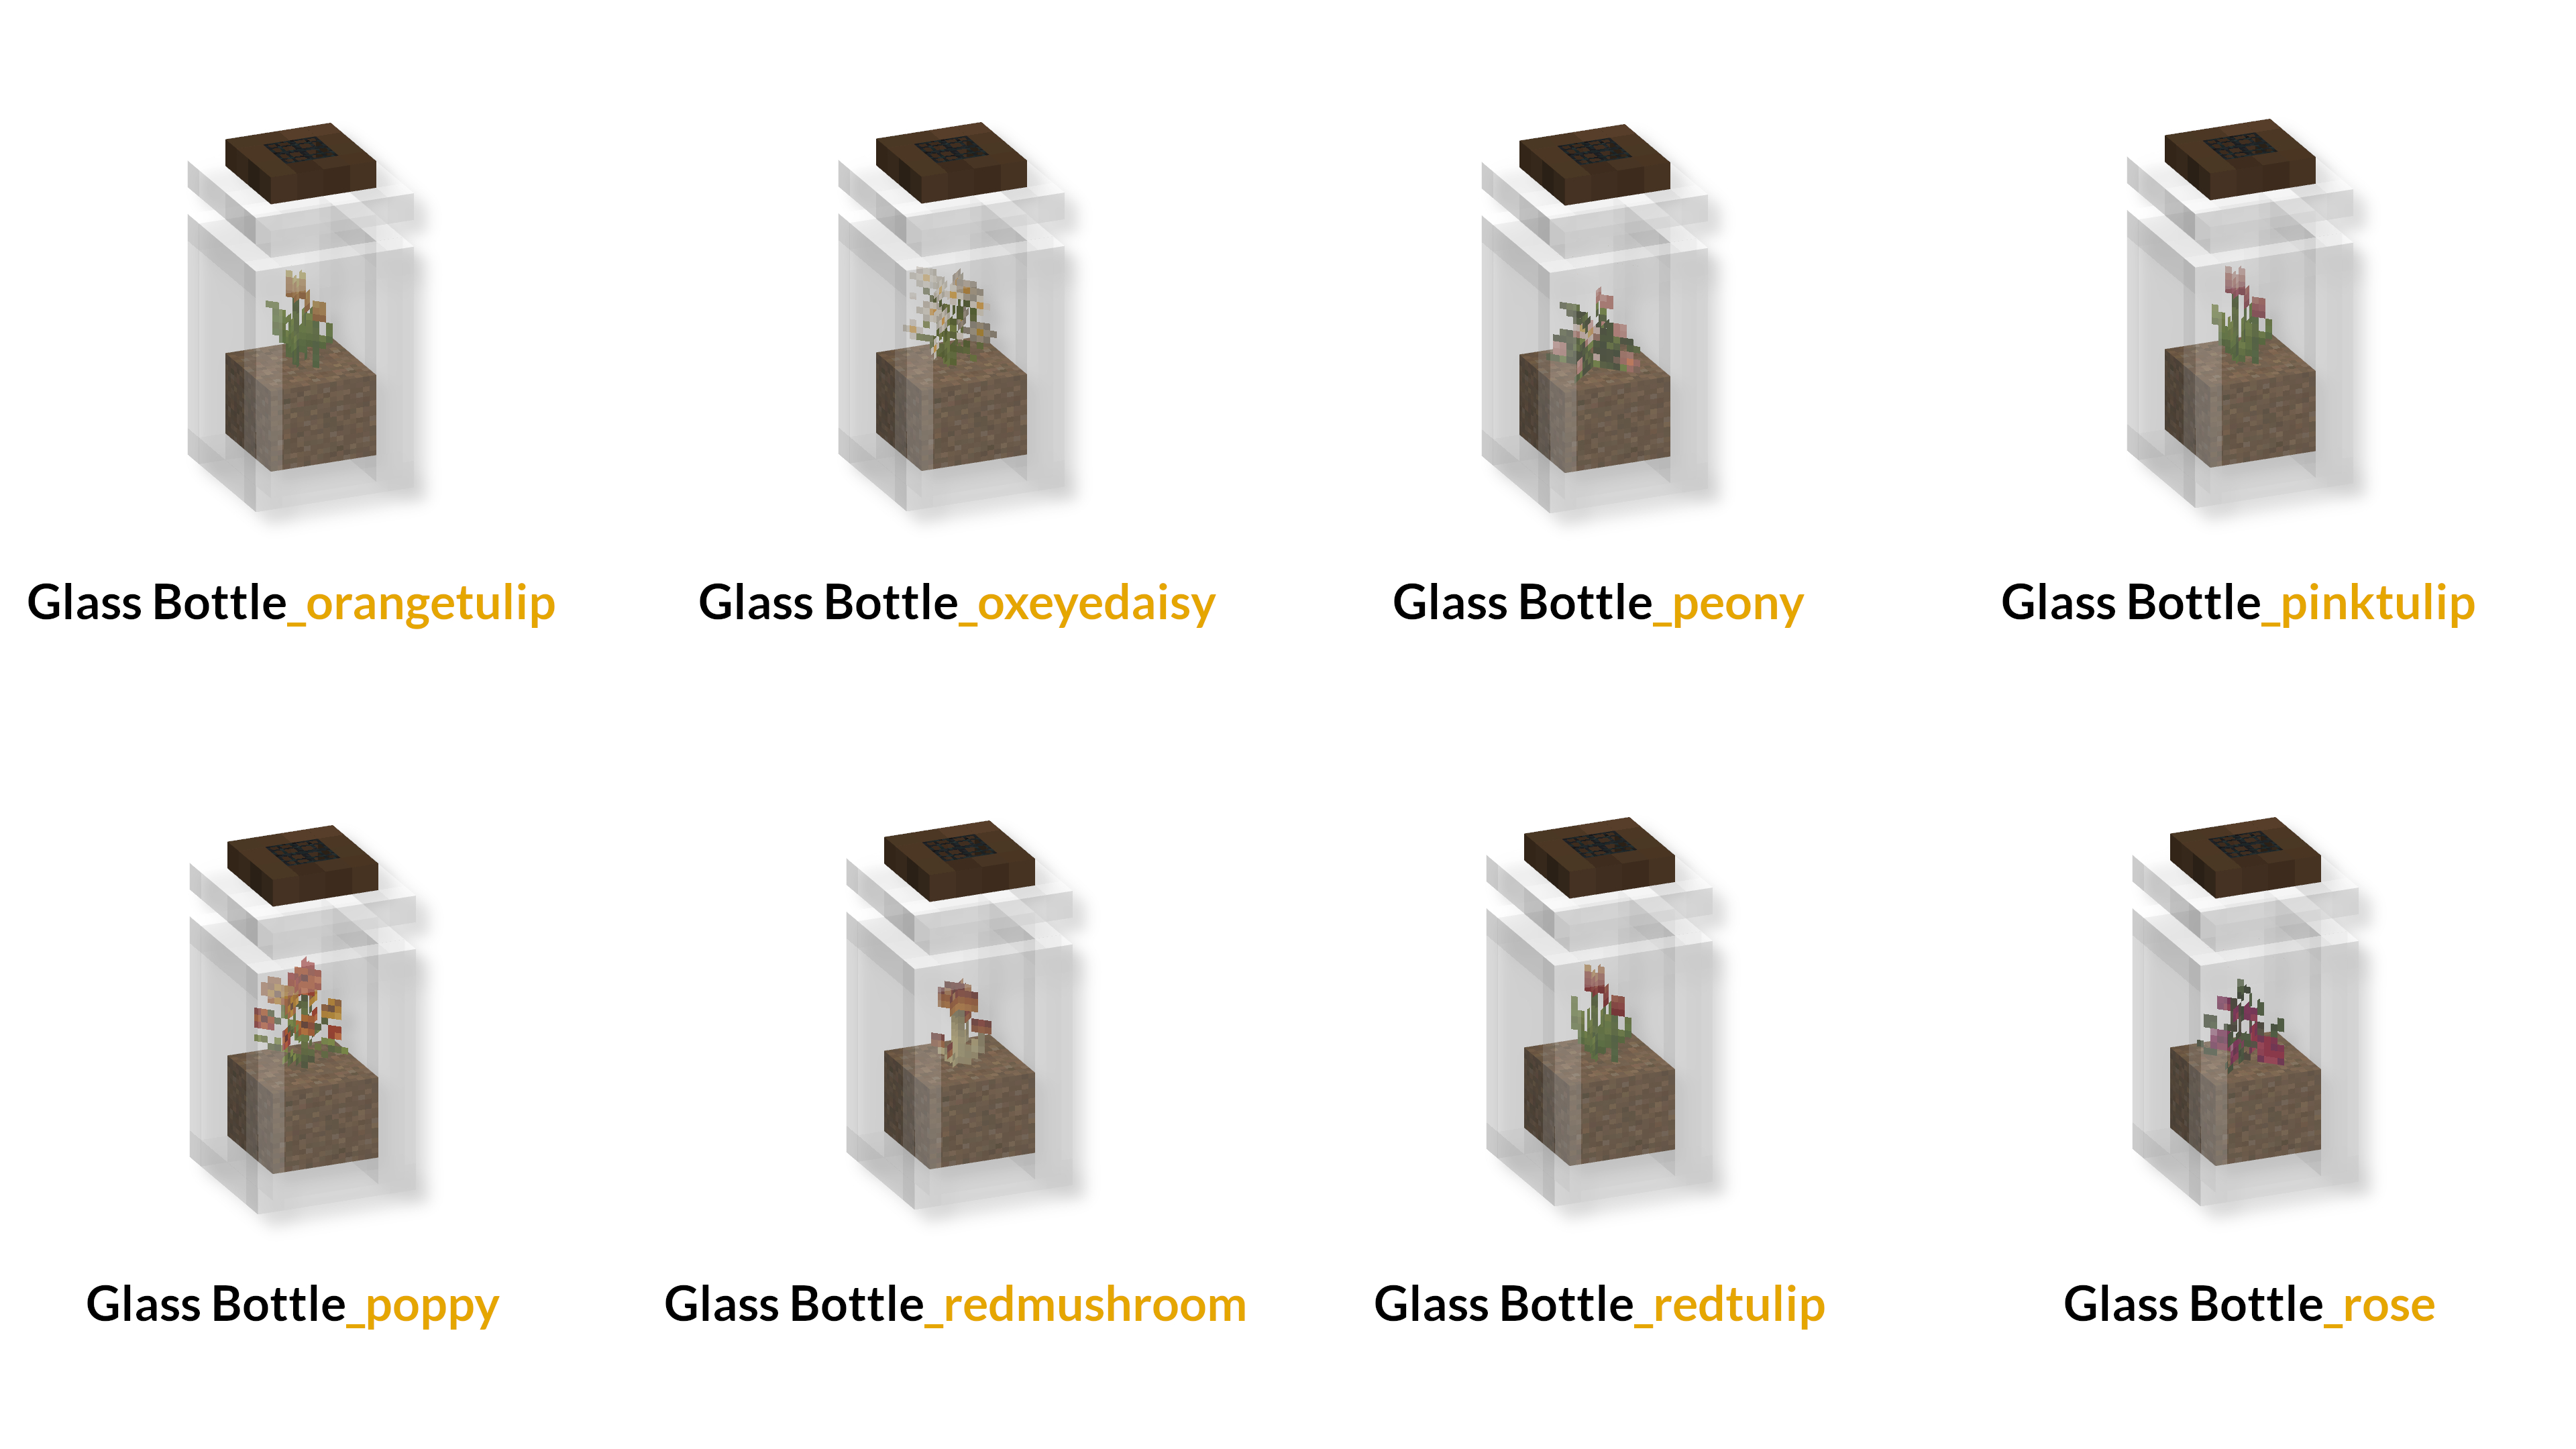 Glass Bottle_orangetulip
Glass Bottle_oxeyedaisy
Glass Bottle_peony
Glass Bottle_pinktulip
Glass Bottle_poppy
Glass Bottle_redmushroom
Glass Bottle_redtulip
Glass Bottle_rose